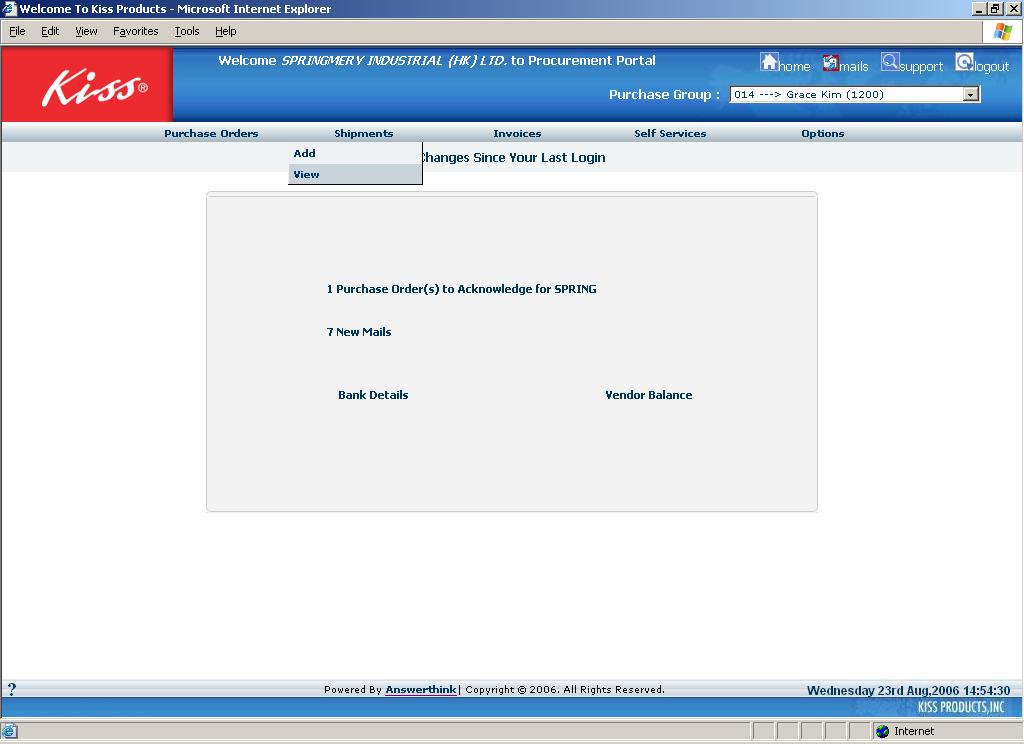 Welcome To Kiss Products - Microsoft Internet Explorer
File Edit View Favorites Tools Help
Kiss®
Welcome SPRINGMERY INDUSTRIAL (HK) LTD. to Procurement Portal
home mails support logout
Purchase Group : 014 ---> Grace Kim (1200)
Purchase Orders Shipments Invoices Self Services Options
Add
View
Changes Since Your Last Login
1 Purchase Order(s) to Acknowledge for SPRING
7 New Mails
Bank Details Vendor Balance
? Powered By Answerthink| Copyright © 2006. All Rights Reserved. Wednesday 23rd Aug,2006 14:54:30
KISS PRODUCTS,INC
Internet